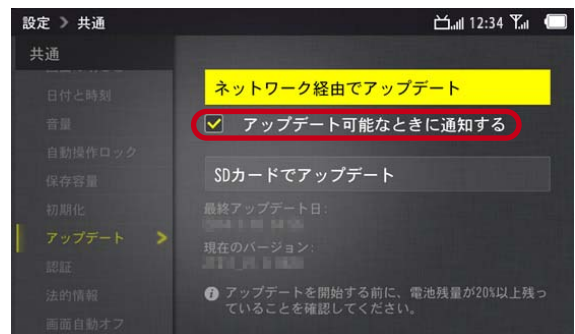 設定 > 共通
12:34
共通
日付と時刻
音量
自動操作ロック
保存容量
初期化
アップデート >
認証
法的情報
画面自動オフ
ネットワーク経由でアップデート
アップデート可能なときに通知する
SDカードでアップデート
最終アップデート日:
現在のバージョン:
アップデートを開始する前に、電池残量が20%以上残っ
ていることを確認してください。